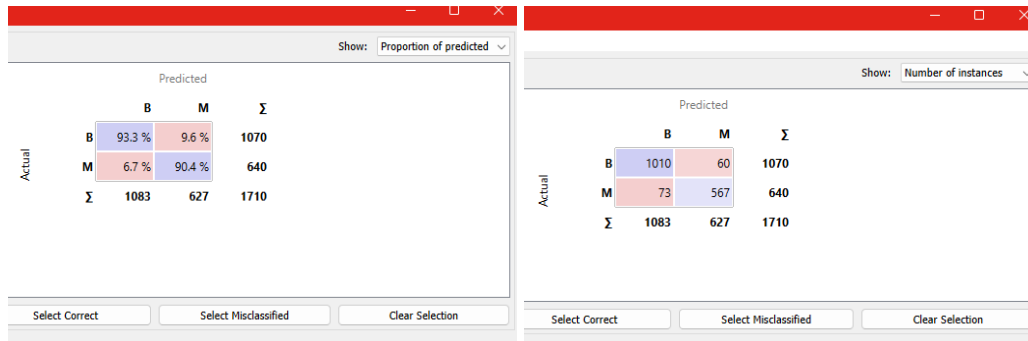 Show: Proportion of predicted
Predicted
B M Σ
B 93.3 % 9.6 % 1070
Actual
M 6.7 % 90.4 % 640
Σ 1083 627 1710
Select Correct Select Misclassified Clear Selection
Show: Number of instances
Predicted
B M Σ
B 1010 60 1070
Actual
M 73 567 640
Σ 1083 627 1710
Select Correct Select Misclassified Clear Selection